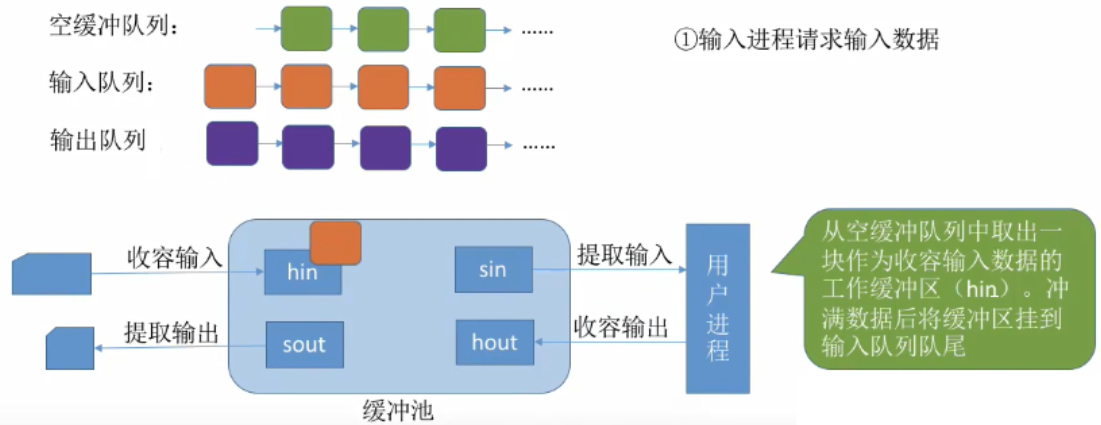 空缓冲队列：
……
①输入进程请求输入数据
输入队列：
……
输出队列
……
收容输入
hin
sin
提取输入
用户进程
提取输出
sout
hout
收容输出
缓冲池
从空缓冲队列中取出一
块作为收容输入数据的
工作缓冲区（hin）。冲
满数据后将缓冲区挂到
输入队列队尾